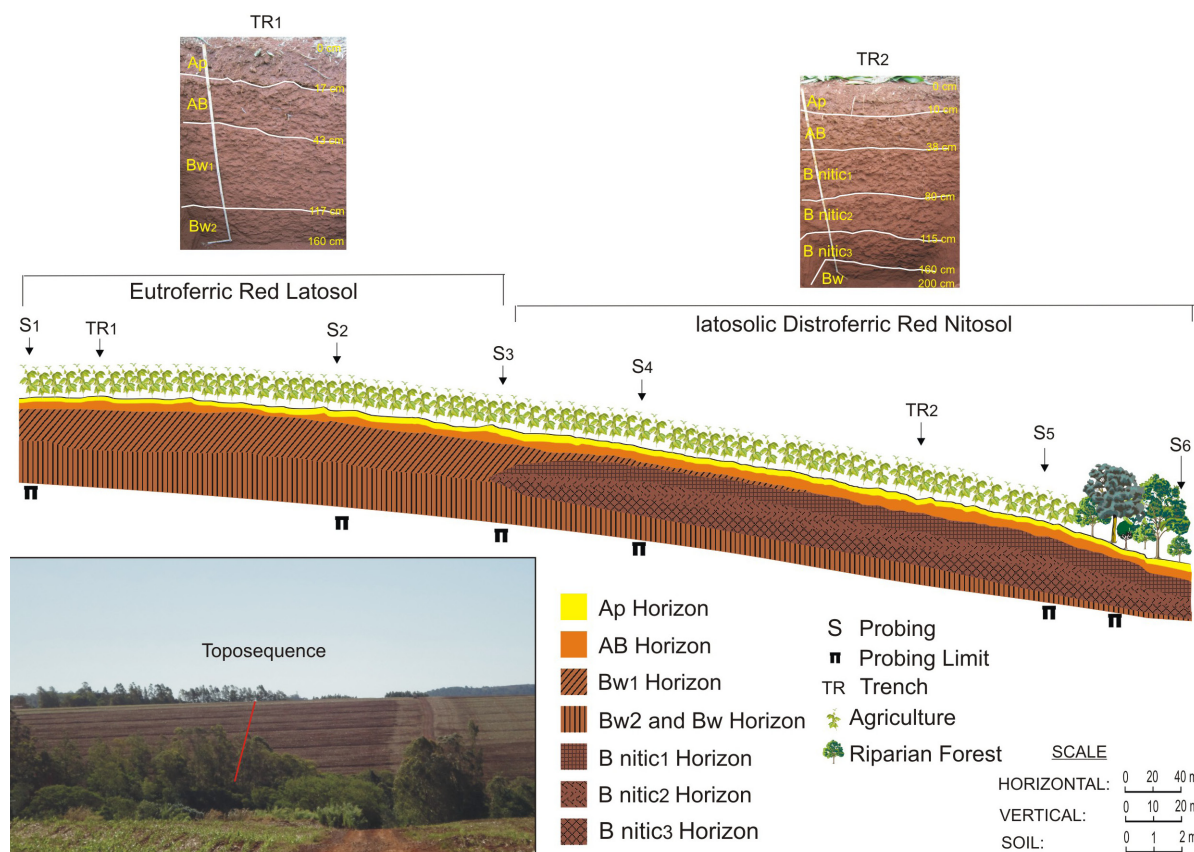 TR1
Ap
AB
Bw1
Bw2
0 cm
17 cm
43 cm
117 cm
160 cm
TR2
Ap
AB
B nitic1
B nitic2
B nitic3
Bw
0 cm
10 cm
38 cm
80 cm
115 cm
160 cm
200 cm
Eutroferric Red Latosol
latosolic Distroferric Red Nitosol
S1
TR1
S2
S3
S4
TR2
S5
S6
Toposequence
Ap Horizon
AB Horizon
Bw1 Horizon
Bw2 and Bw Horizon
B nitic1 Horizon
B nitic2 Horizon
B nitic3 Horizon
S Probing
Probing Limit
TR Trench
Agriculture
Riparian Forest
SCALE
HORIZONTAL: 0 20 40 m
VERTICAL: 0 10 20 m
SOIL: 0 1 2 m